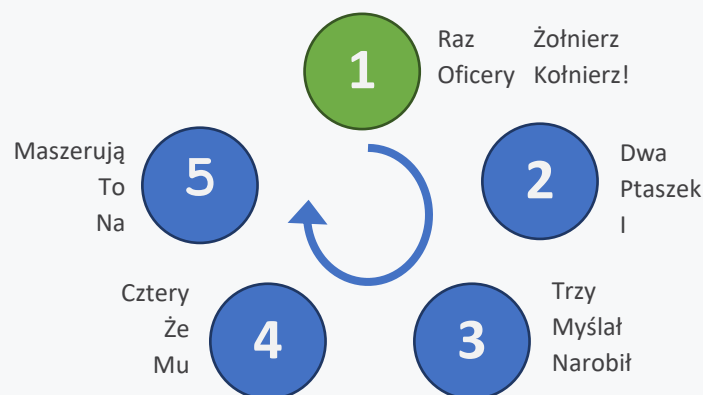 1
Raz Żołnierz
Oficery Kołnierz!
2
Dwa
Ptaszek
I
3
Trzy
Myślał
Narobił
4
Cztery
Że
Mu
5
Maszerują
To
Na